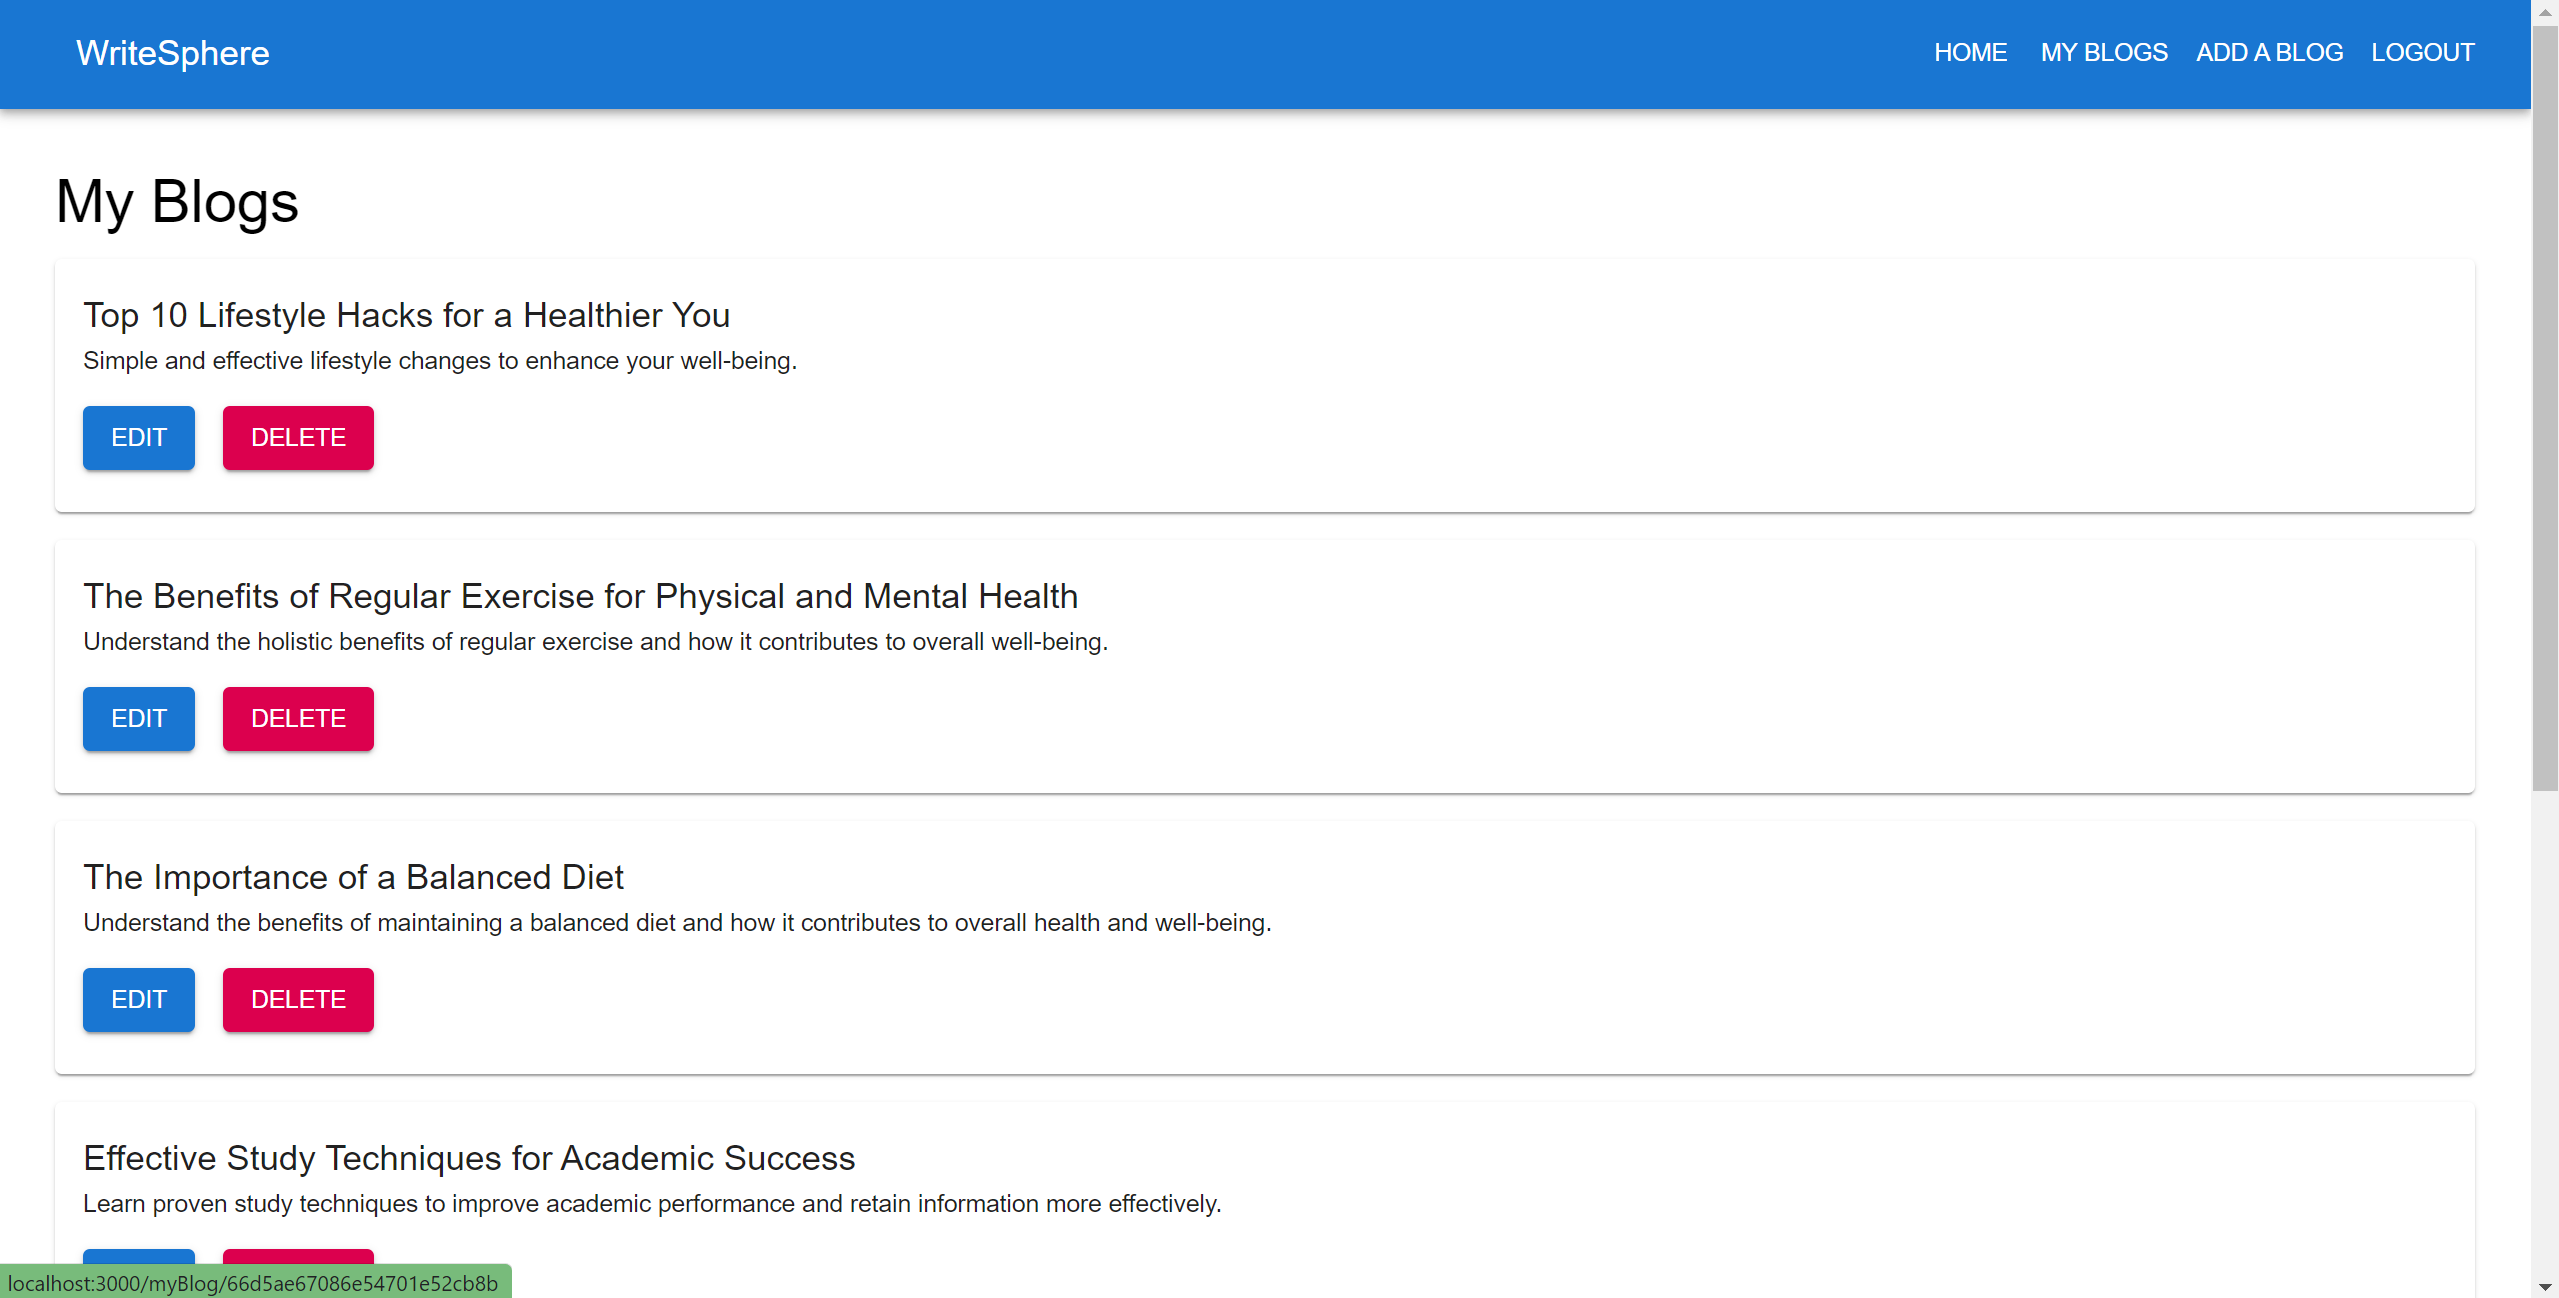 WriteSphere
HOME MY BLOGS ADD A BLOG LOGOUT
My Blogs
Top 10 Lifestyle Hacks for a Healthier You
Simple and effective lifestyle changes to enhance your well-being.
EDIT DELETE
The Benefits of Regular Exercise for Physical and Mental Health
Understand the holistic benefits of regular exercise and how it contributes to overall well-being.
EDIT DELETE
The Importance of a Balanced Diet
Understand the benefits of maintaining a balanced diet and how it contributes to overall health and well-being.
EDIT DELETE
Effective Study Techniques for Academic Success
Learn proven study techniques to improve academic performance and retain information more effectively.
localhost:3000/myBlog/66d5ae67086e54701e52cb8b